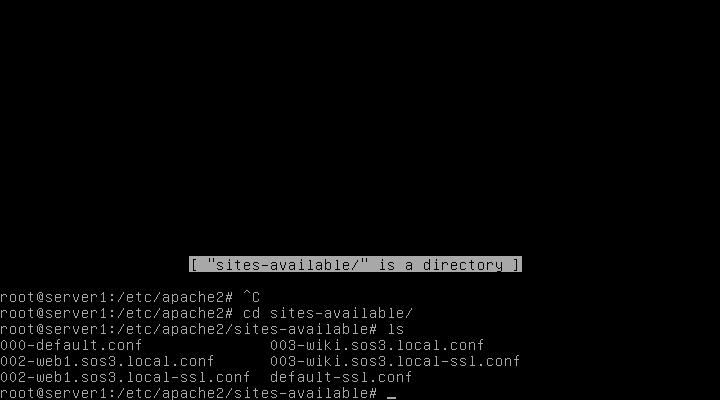 [ "sites-available/" is a directory ]
root@server1:/etc/apache2# ^C
root@server1:/etc/apache2# cd sites-available/
root@server1:/etc/apache2/sites-available# ls
000-default.conf                003-wiki.sos3.local.conf
002-web1.sos3.local.conf        003-wiki.sos3.local-ssl.conf
002-web1.sos3.local-ssl.conf  default-ssl.conf
root@server1:/etc/apache2/sites-available# _